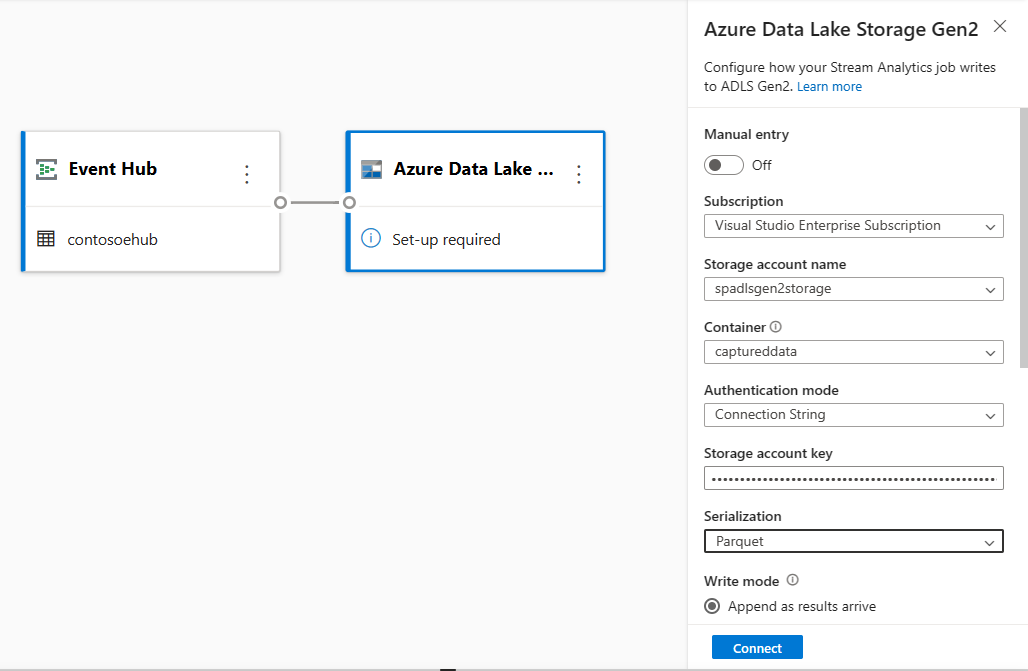 Event Hub
contosoehub
Azure Data Lake ...
Set-up required
Azure Data Lake Storage Gen2
Configure how your Stream Analytics job writes
to ADLS Gen2. Learn more
Manual entry
Off
Subscription
Visual Studio Enterprise Subscription
Storage account name
spadlsgen2storage
Container
captureddata
Authentication mode
Connection String
Storage account key
Serialization
Parquet
Write mode
Append as results arrive
Connect